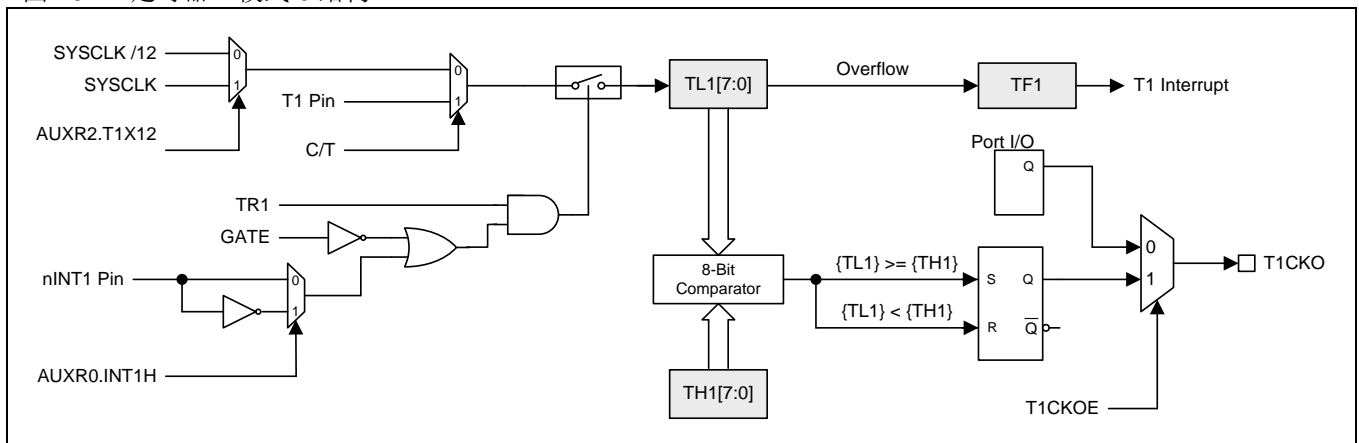 SYSCLK /12
SYSCLK
AUXR2.T1X12
0
1
T1 Pin
C/T
0
1
TL1[7:0]
Overflow
TF1
T1 Interrupt
TR1
GATE
nINT1 Pin
0
1
AUXR0.INT1H
8-Bit
Comparator
TH1[7:0]
{TL1} >= {TH1}
{TL1} < {TH1}
S
Q
R
Q
Port I/O
Q
0
1
T1CKO
T1CKOE